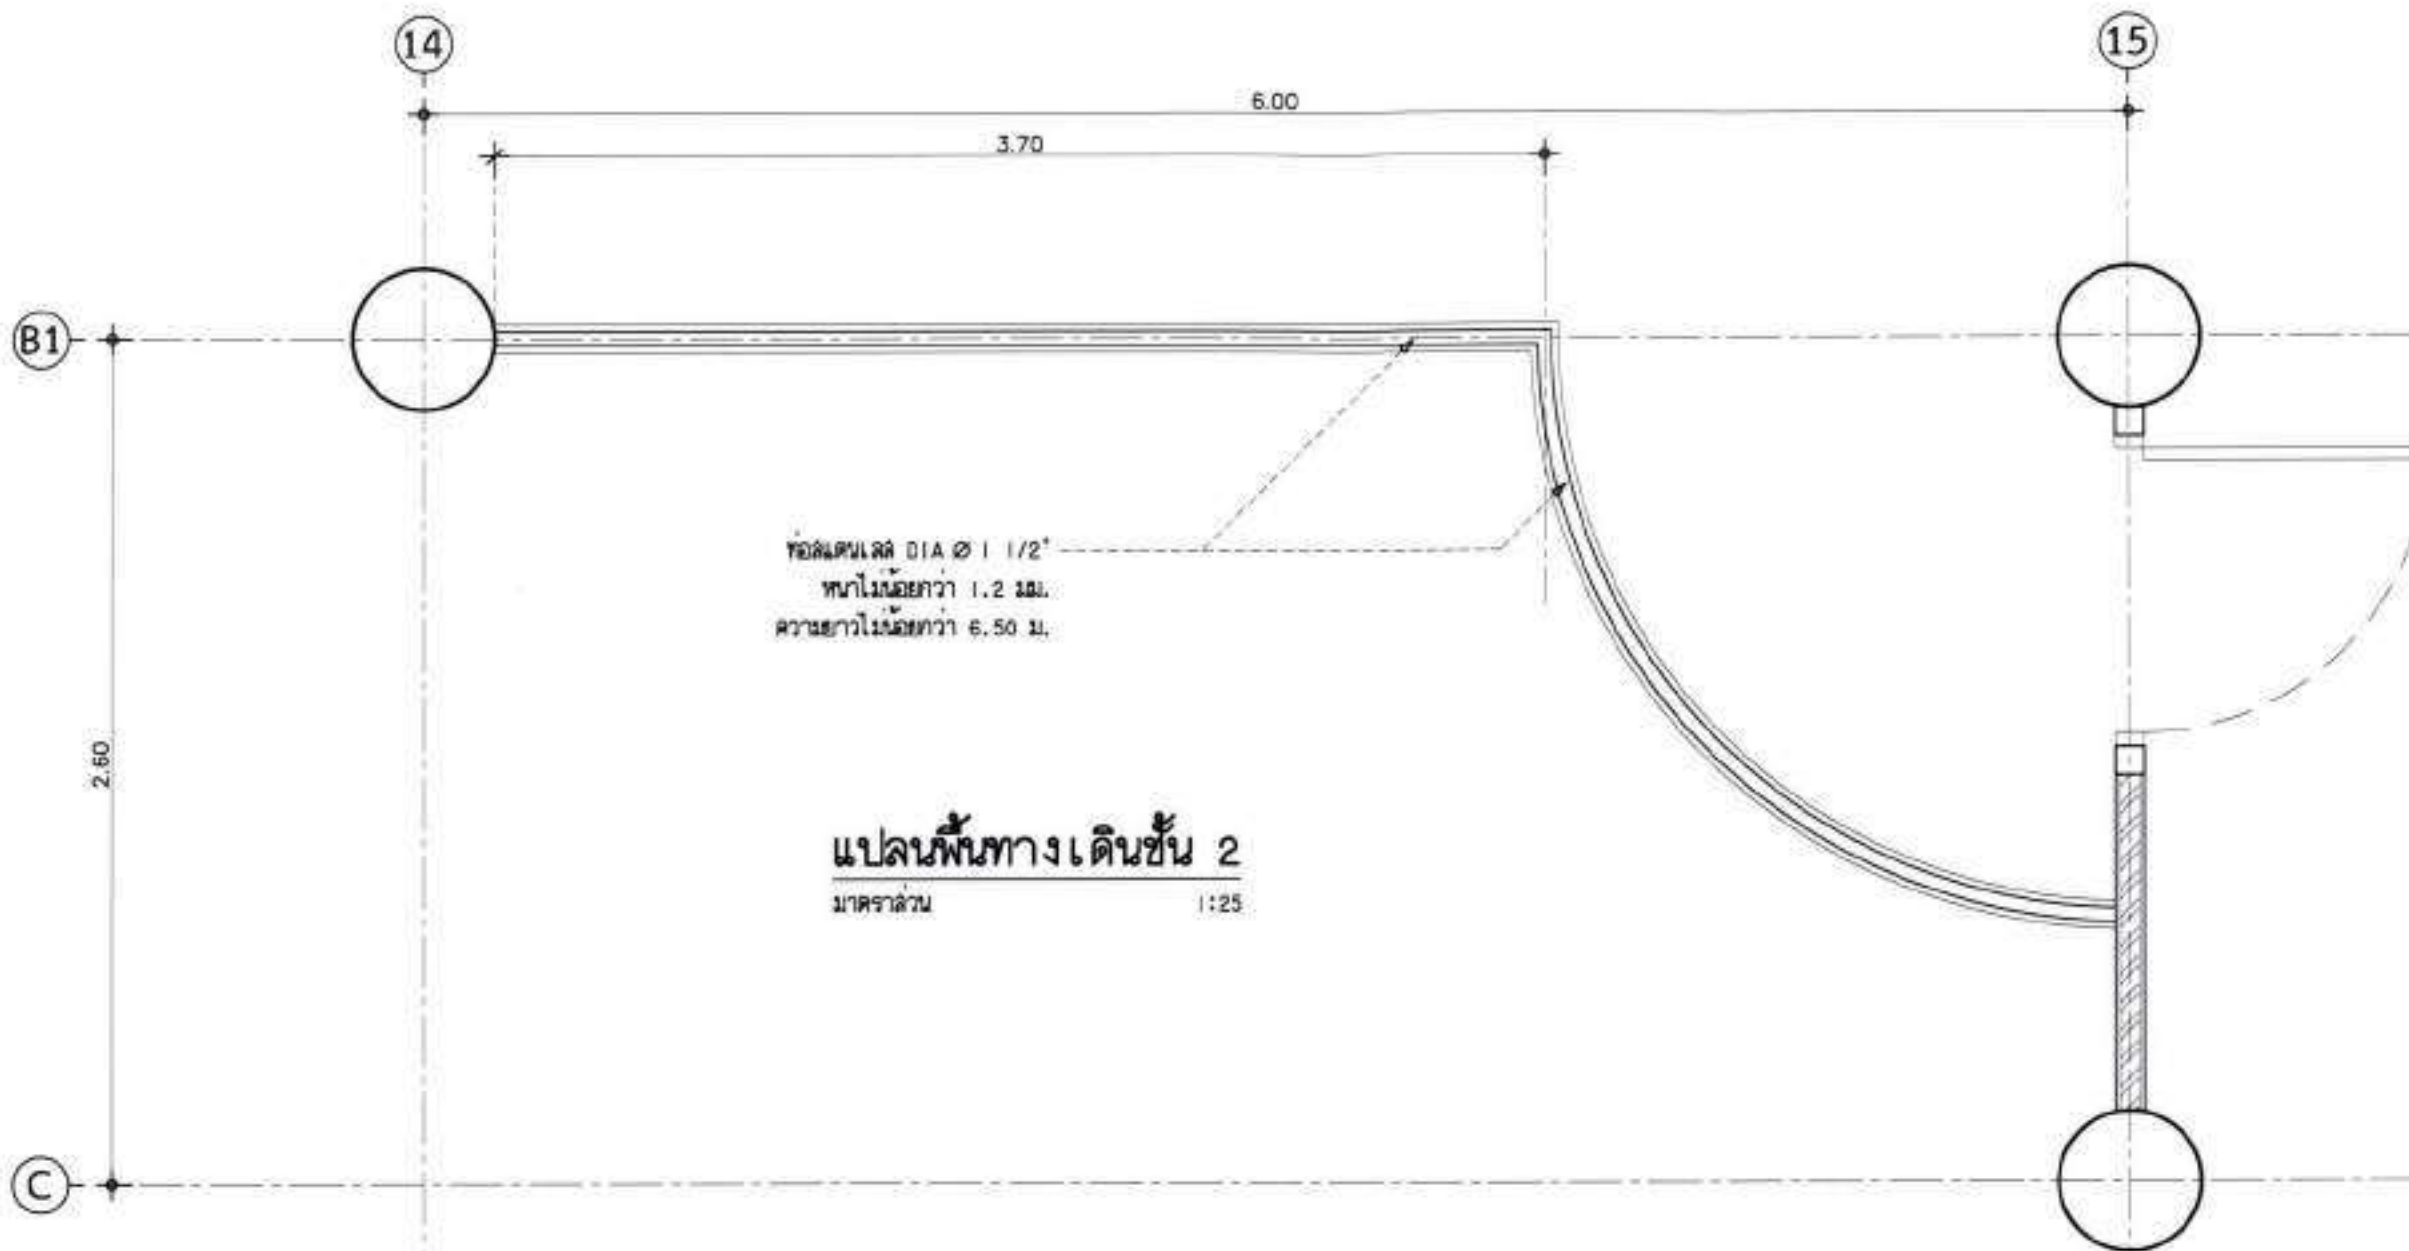 14
15
6.00
3.70
B1
ท่อสแตนเลส DIA Ø 1 1/2"
หนาไม่น้อยกว่า 1.2 มม.
ความยาวไม่น้อยกว่า 6.50 ม.
2.60
แปลนพื้นทางเดินชั้น 2
มาตราส่วน 1:25
C